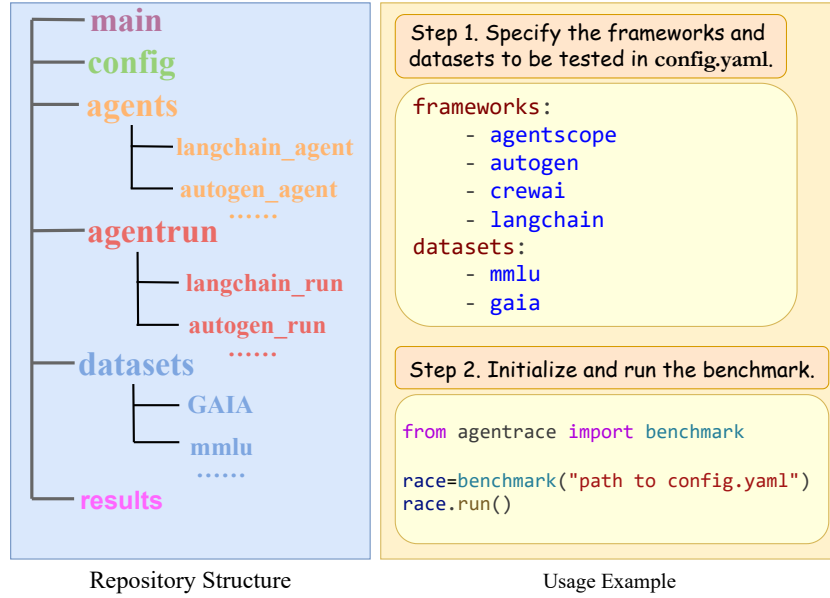 main
config
agents
langchain_agent
autogen_agent
......
agentrun
langchain_run
autogen_run
......
datasets
GAIA
mmlu
......
results
Repository Structure
Step 1. Specify the frameworks and
datasets to be tested in config.yaml.
frameworks:
- agentscope
- autogen
- crewai
- langchain
datasets:
- mmlu
- gaia
Step 2. Initialize and run the benchmark.
from agentrace import benchmark
race=benchmark("path to config.yaml")
race.run()
Usage Example